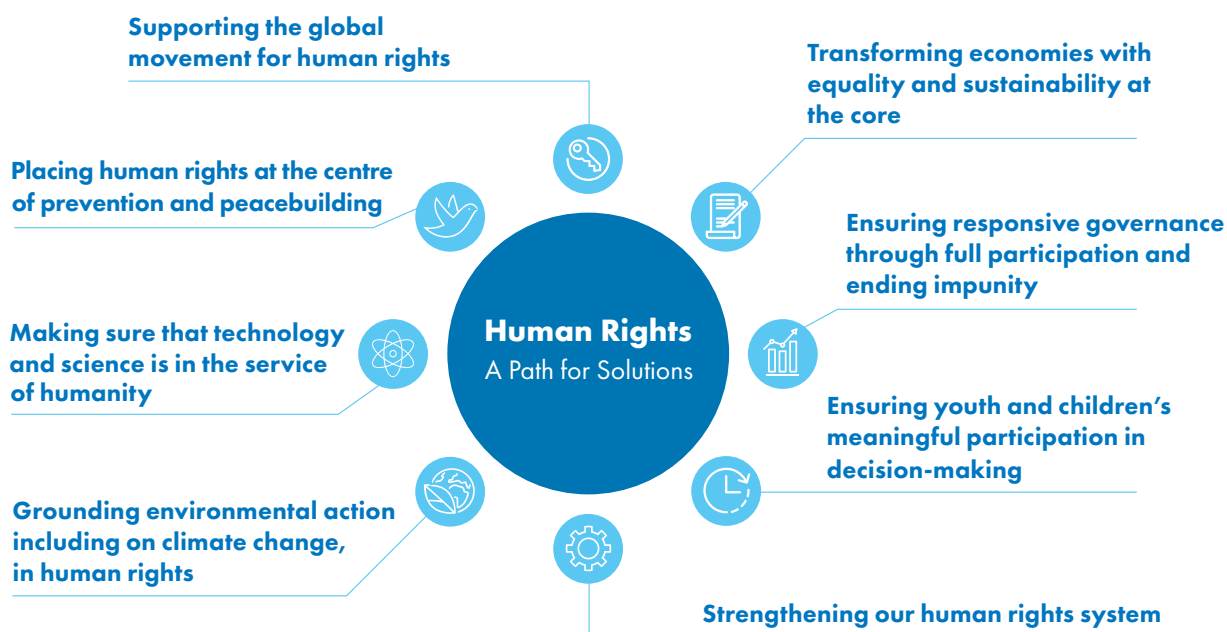 Supporting the global
movement for human rights
Transforming economies with
equality and sustainability at
the core
Placing human rights at the centre
of prevention and peacebuilding
Ensuring responsive governance
through full participation and
ending impunity
Human Rights
A Path for Solutions
Making sure that technology
and science is in the service
of humanity
Ensuring youth and children’s
meaningful participation in
decision-making
Grounding environmental action
including on climate change,
in human rights
Strengthening our human rights system